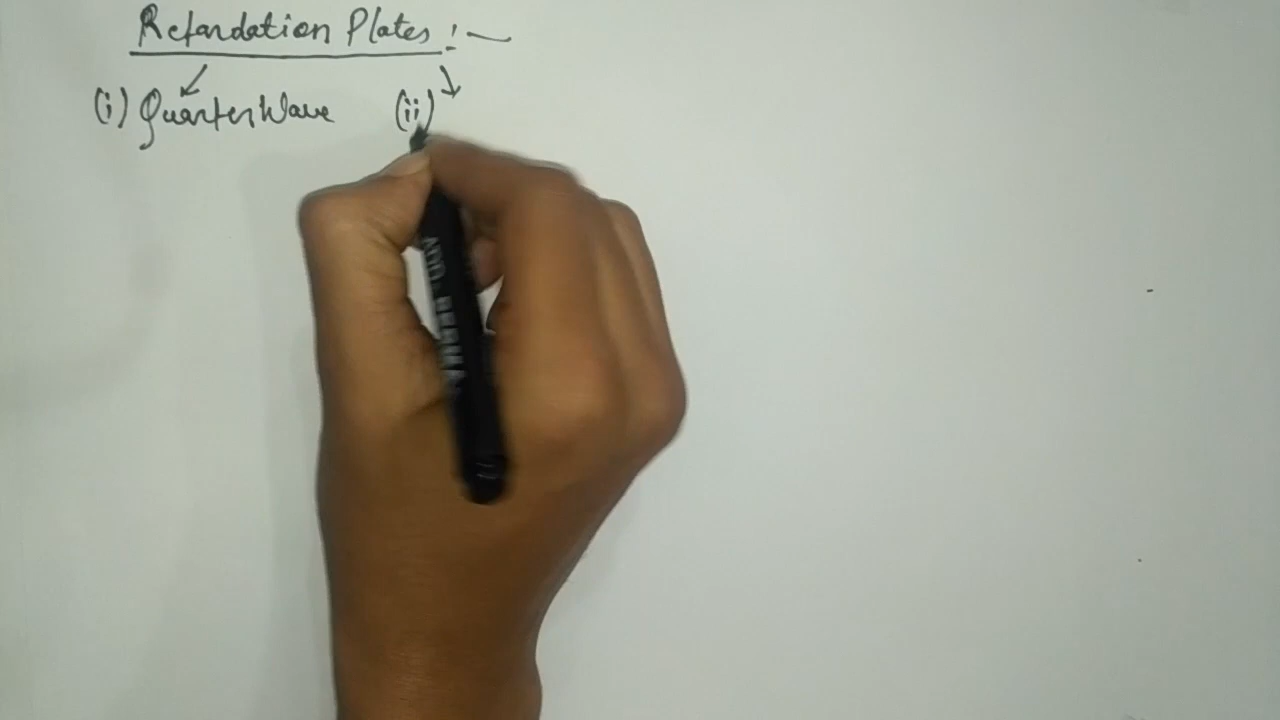 Retardation Plates :-
(i) Quarter Wave (ii)